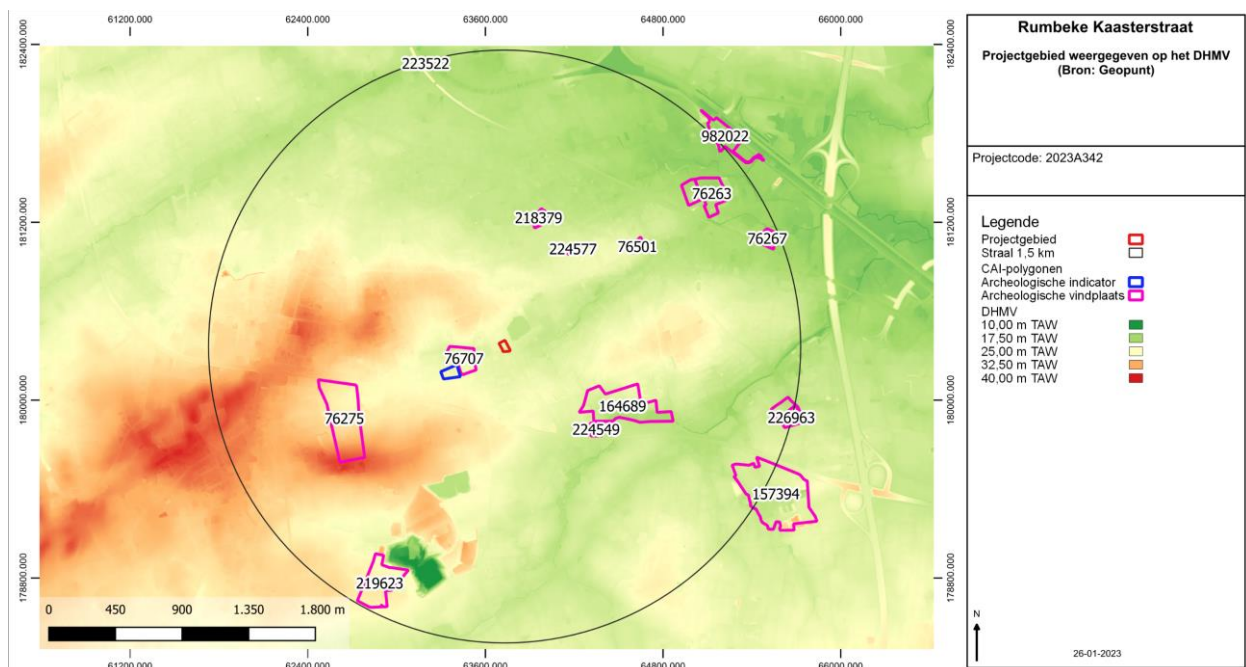 61200.000 62400.000 63600.000 64800.000 66000.000
182400.000 182400.000
223522
982022
76263
218379
181200.000 181200.000
76501
76267
224577
76707
180000.000 180000.000
164689
76275
226963
224549
157394
219623
178800.000 178800.000
0 450 900 1.350 1.800 m
61200.000 62400.000 63600.000 64800.000 66000.000
Rumbeke Kaasterstraat
Projectgebied weergegeven op het DHMV
(Bron: Geopunt)
Projectcode: 2023A342
Legende
Projectgebied
Straal 1,5 km
CAI-polygonen
Archeologische indicator
Archeologische vindplaats
DHMV
10,00 m TAW
17,50 m TAW
25,00 m TAW
32,50 m TAW
40,00 m TAW
N
26-01-2023